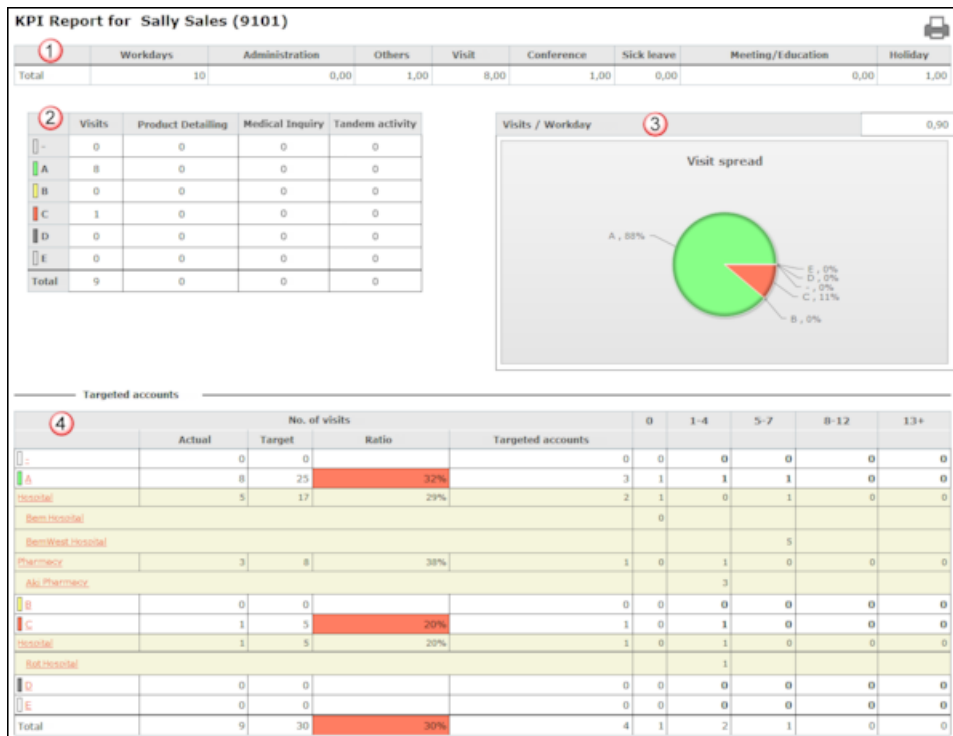 KPI Report for Sally Sales (9101)
1 Workdays Administration Others Visit Conference Sick leave Meeting/Education Holiday
Total 10 0,00 1,00 8,00 1,00 0,00 0,00 1,00
2 Visits Product Detailing Medical Inquiry Tandem activity
- 0 0 0 0
A 8 0 0 0
B 0 0 0 0
C 1 0 0 0
D 0 0 0 0
E 0 0 0 0
Total 9 0 0 0
Visits / Workday 3 0,90
Visit spread
A , 88%
E , 0%
D , 0%
- , 0%
C , 11%
B , 0%
Targeted accounts
4 No. of visits 0 1-4 5-7 8-12 13+
Actual Target Ratio Targeted accounts
- 0 0 0 0 0 0 0 0
A 8 25 32% 3 1 1 1 0 0
Hospital 5 17 29% 2 1 0 1 0 0
Bern Hospital 0
BernWest Hospital 5
Pharmacy 3 8 38% 1 0 1 0 0 0
Aki Pharmacy 3
B 0 0 0 0 0 0 0 0
C 1 5 20% 1 0 1 0 0 0
Hospital 1 5 20% 1 0 1 0 0 0
Rot Hospital 1
D 0 0 0 0 0 0 0 0
E 0 0 0 0 0 0 0 0
Total 9 30 30% 4 1 2 1 0 0